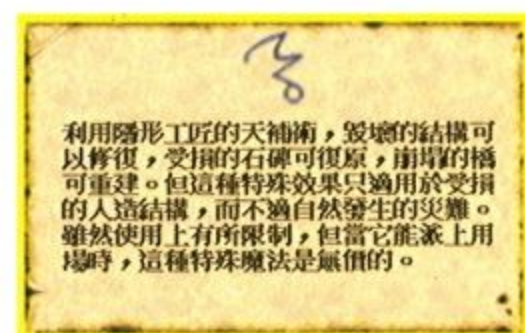 利用隱形工匠的天補術，毀壞的結構可
以修復，受損的石碑可復原，崩塌的橋
可重建。但這種特殊效果只適用於受損
的人造結構，而不適自然發生的災難。
雖然使用上有所限制，但當它能派上用
場時，這種特殊魔法是無價的。